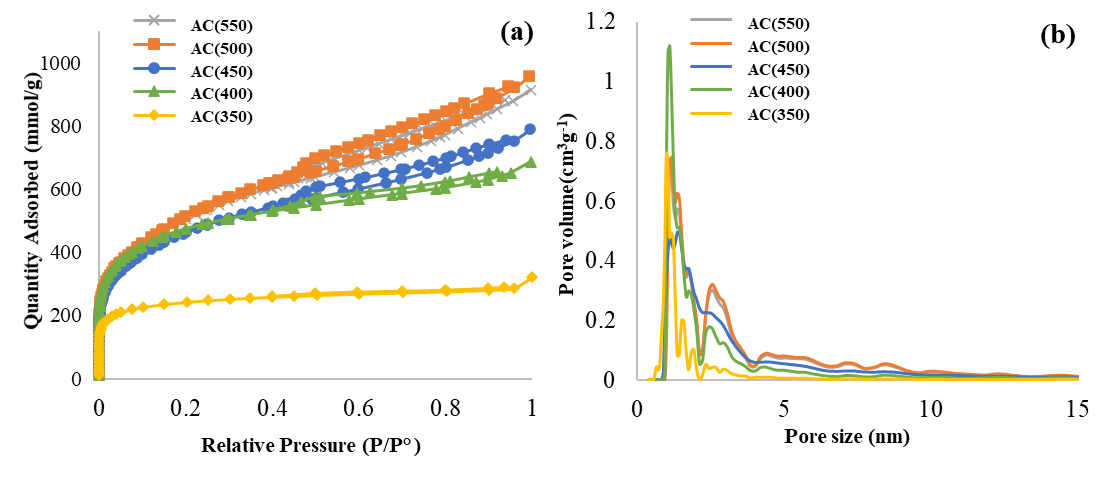 (a)
AC(550)
AC(500)
AC(450)
AC(400)
AC(350)
Quantity Adsorbed (mmol/g)
1000
800
600
400
200
0
0 0.2 0.4 0.6 0.8 1
Relative Pressure (P/P°)
(b)
AC(550)
AC(500)
AC(450)
AC(400)
AC(350)
Pore volume(cm³g⁻¹)
1.2
1
0.8
0.6
0.4
0.2
0
0 5 10 15
Pore size (nm)